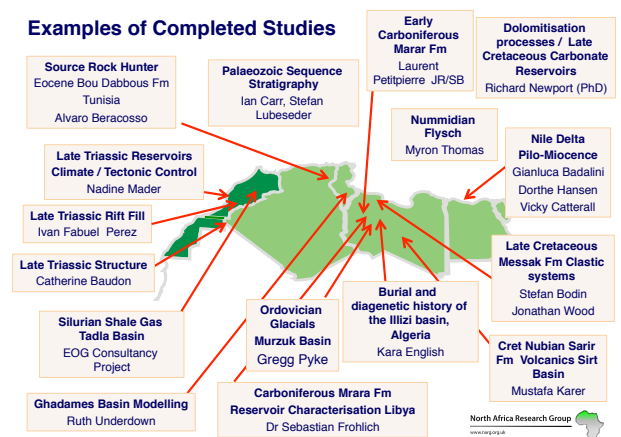 Examples of Completed Studies
Source Rock Hunter
Eocene Bou Dabbous Fm
Tunisia
Alvaro Beracosso
Palaeozoic Sequence
Stratigraphy
Ian Carr, Stefan
Lubeseder
Early
Carboniferous
Marar Fm
Laurent
Petitpierre  JR/SB
Dolomitisation
processes /  Late
Cretaceous Carbonate
Reservoirs
Richard Newport (PhD)
Nummidian
Flysch
Myron Thomas
Nile Delta
Pilo-Miocence
Gianluca Badalini
Dorthe Hansen
Vicky Catterall
Late Triassic Reservoirs
Climate / Tectonic Control
Nadine Mader
Late Triassic Rift Fill
Ivan Fabuel  Perez
Late Triassic Structure
Catherine Baudon
Silurian Shale Gas
Tadla Basin
EOG Consultancy
Project
Ghadames Basin Modelling
Ruth Underdown
Ordovician
Glacials
Murzuk Basin
Gregg Pyke
Carboniferous Mrara Fm
Reservoir Characterisation Libya
Dr Sebastian Frohlich
Burial and
diagenetic history of
the Illizi basin,
Algeria
Kara English
Late Cretaceous
Messak Fm Clastic
systems
Stefan Bodin
Jonathan Wood
Cret Nubian Sarir
Fm  Volcanics Sirt
Basin
Mustafa Karer
North Africa Research Group
www.narg.org.uk